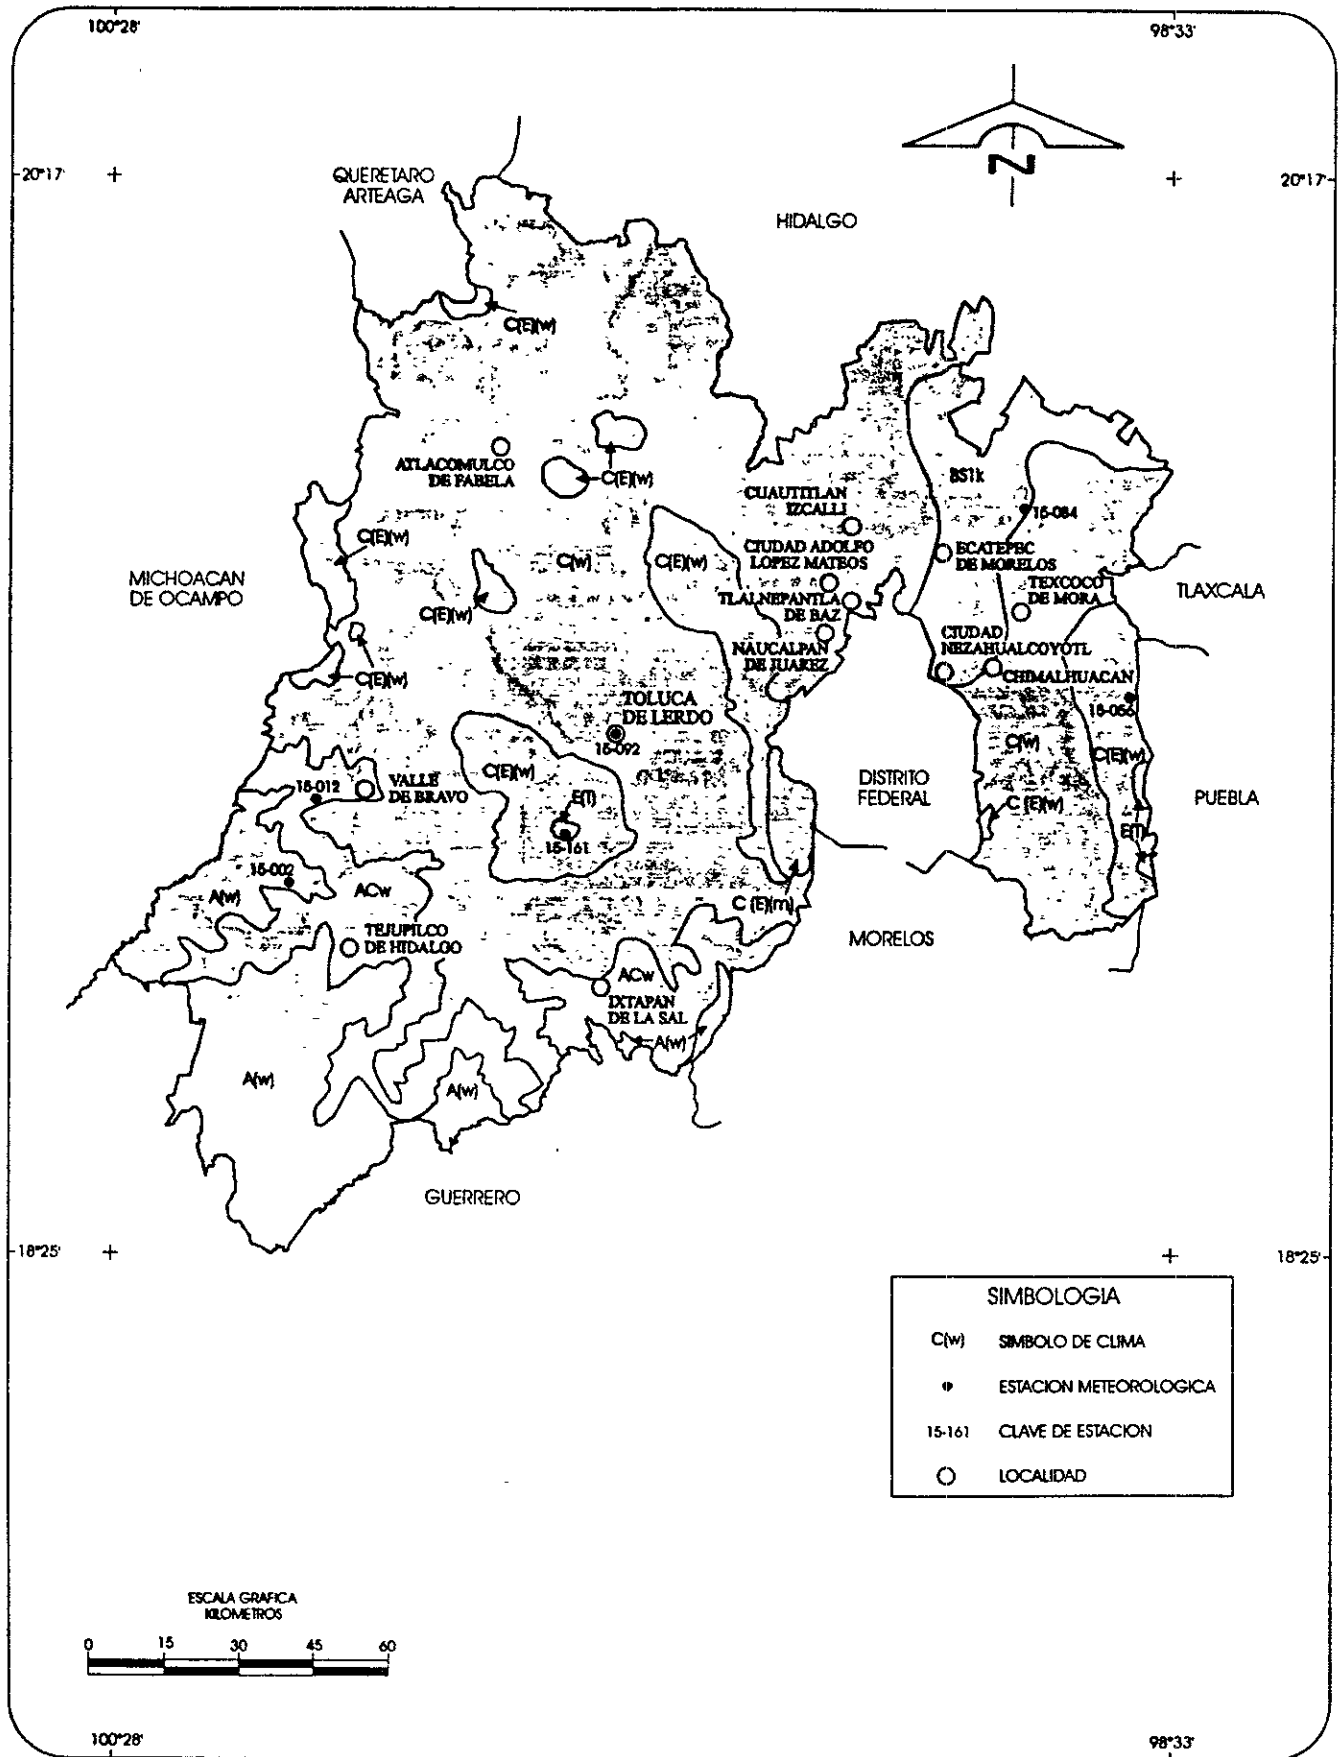 100°28'
98°33'
20°17'
20°17'
N
QUERETARO
ARTEAGA
HIDALGO
C(E)(w)
ATLACOMULCO
DE FABELA
C(E)(w)
BS1k
15-084
CUAUTITLAN
IZCALLI
C(E)(w)
C(w)
C(E)(w)
CIUDAD ADOLFO
LOPEZ MATEOS
ECATEPEC
DE MORELOS
MICHOACAN
DE OCAMPO
TLAXCALA
TEXCOCO
DE MORA
TLALNEPANTLA
DE BAZ
C(E)(w)
CIUDAD
NEZAHUALCOYOTL
NAUCALPAN
DE JUAREZ
CHIMALHUACAN
C(E)(w)
TOLUCA
DE LERDO
15-092
15-056
C(w)
C(E)(w)
C(E)(w)
VALLE
DE BRAVO
15-012
DISTRITO
FEDERAL
C (E)(w)
PUEBLA
E(T)
E(T)
15-161
15-002
A(w)
ACw
C (E)(m)
TEJUPILCO
DE HIDALGO
MORELOS
ACw
IXTAPAN
DE LA SAL
A(w)
A(w)
A(w)
GUERRERO
18°25'
18°25'
SIMBOLOGIA
C(w) SIMBOLO DE CLIMA
ESTACION METEOROLOGICA
15-161 CLAVE DE ESTACION
LOCALIDAD
ESCALA GRAFICA
KILOMETROS
0 15 30 45 60
100°28'
98°33'